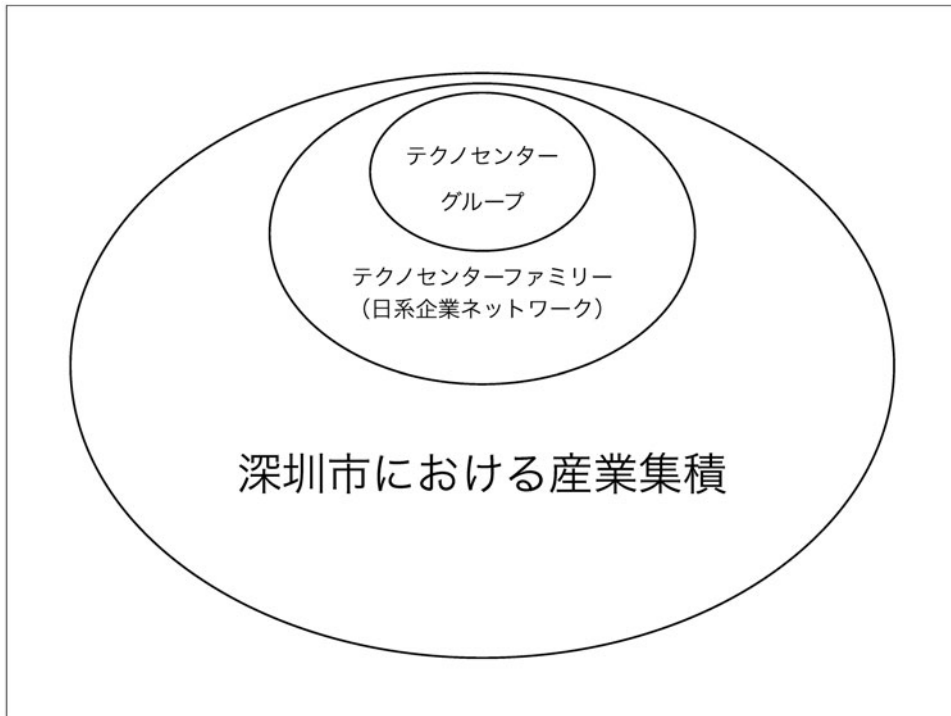 テクノセンター
グループ
テクノセンターファミリー
（日系企業ネットワーク）
深圳市における産業集積